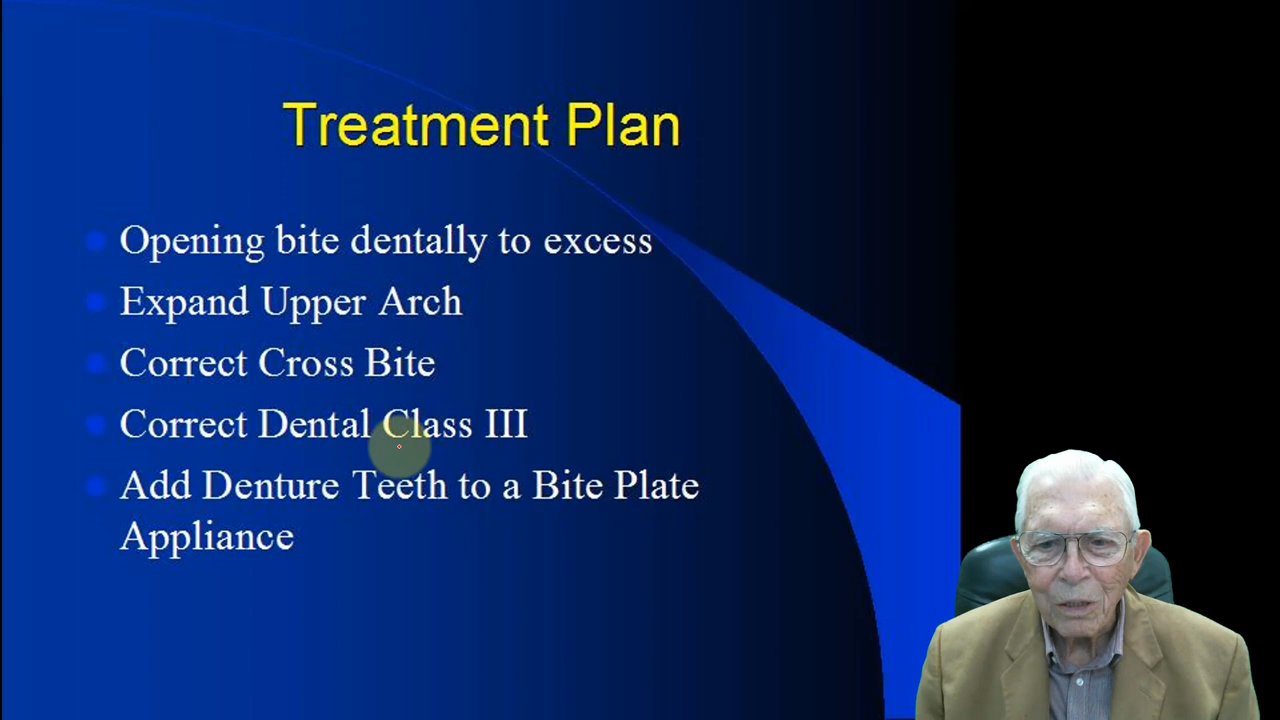 Treatment Plan
Opening bite dentally to excess
Expand Upper Arch
Correct Cross Bite
Correct Dental Class III
Add Denture Teeth to a Bite Plate
Appliance